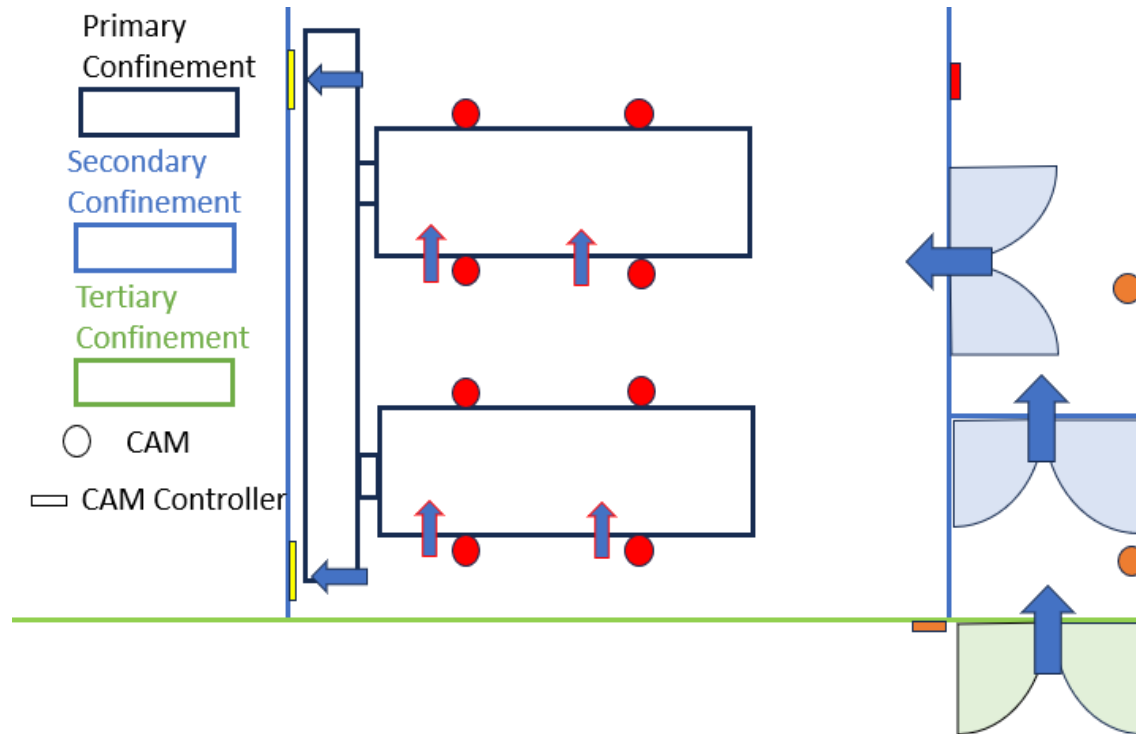 Primary
Confinement
Secondary
Confinement
Tertiary
Confinement
CAM
CAM Controller